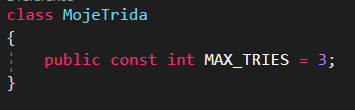 class MojeTrida
{
public const int MAX_TRIES = 3;
}